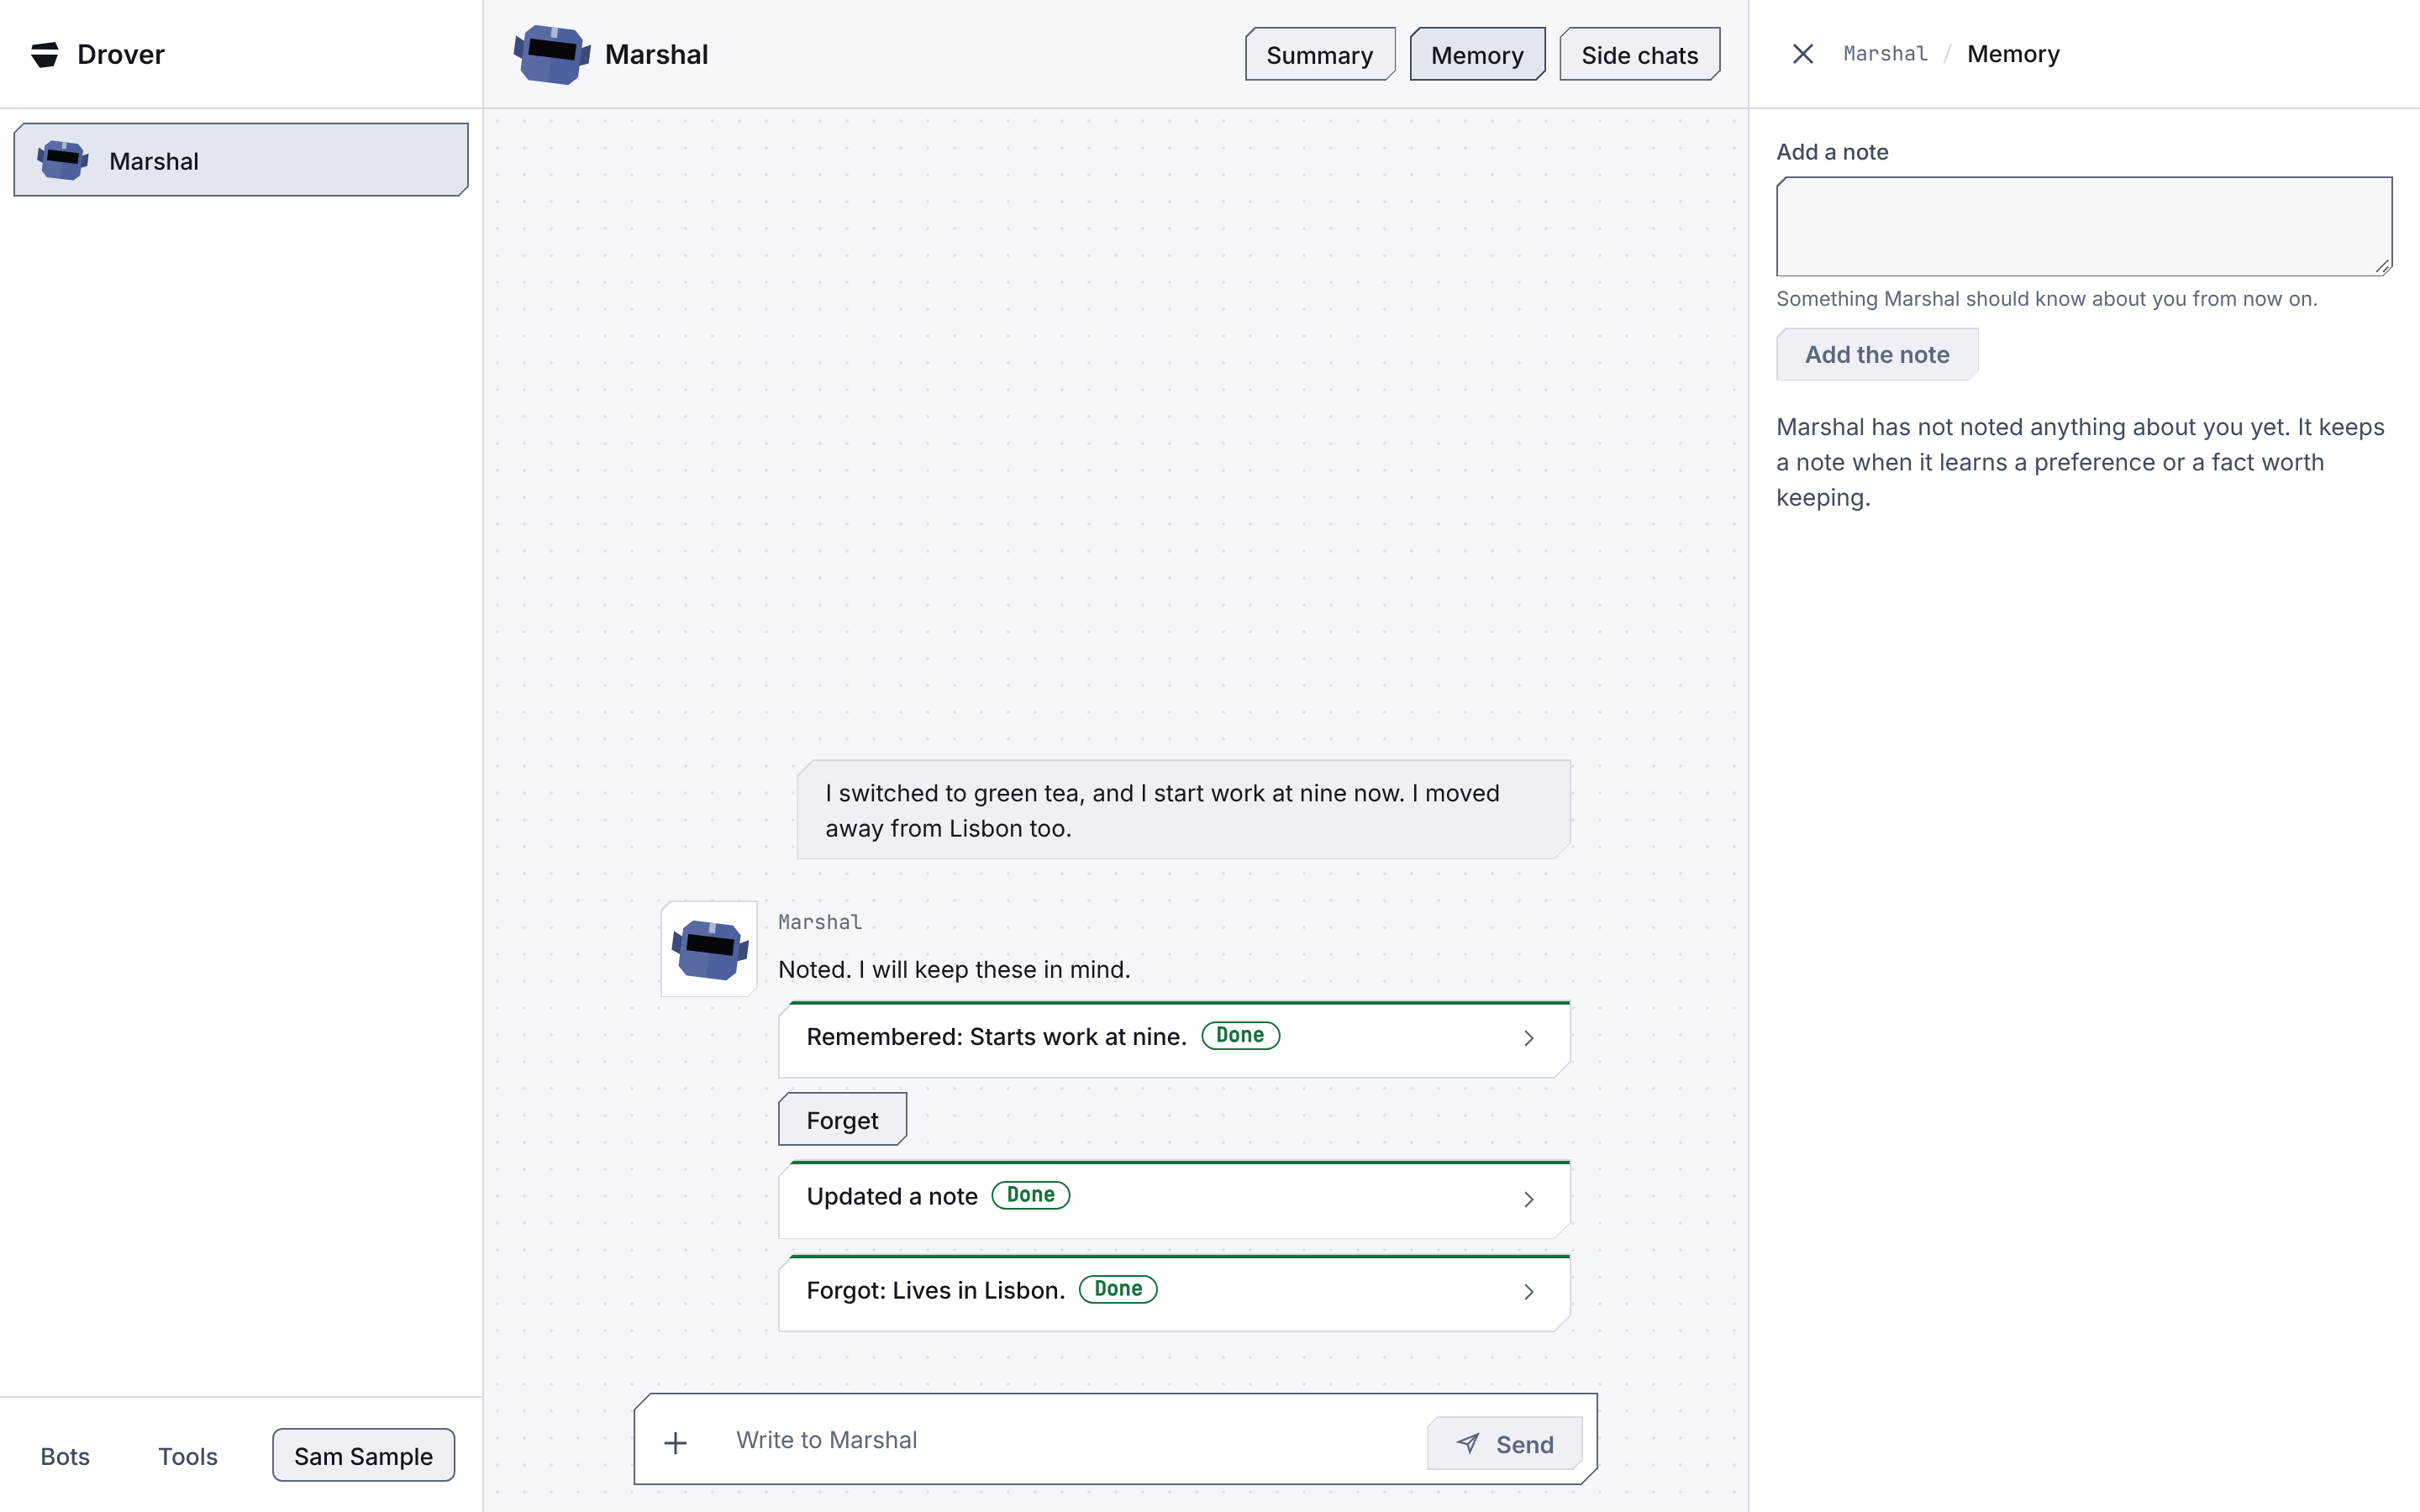 Drover
Marshal
Bots
Tools
Sam Sample
Marshal
Summary
Memory
Side chats
I switched to green tea, and I start work at nine now. I moved
away from Lisbon too.
Marshal
Noted. I will keep these in mind.
Remembered: Starts work at nine. Done
Forget
Updated a note Done
Forgot: Lives in Lisbon. Done
Write to Marshal
Send
Marshal / Memory
Add a note
Something Marshal should know about you from now on.
Add the note
Marshal has not noted anything about you yet. It keeps
a note when it learns a preference or a fact worth
keeping.